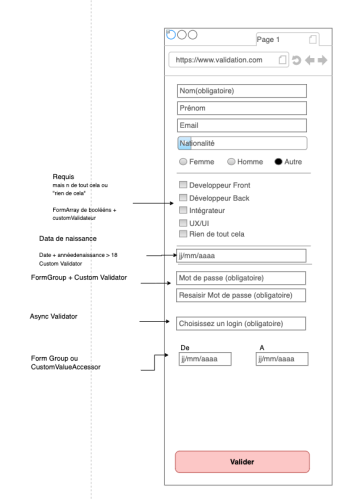 Page 1
https://www.validation.com
Nom(obligatoire)
Prénom
Email
Nationalité
Femme
Homme
Autre
Requis
mais n de tout cela ou
"rien de cela"
FormArray de booléèns +
customValidateur
Developpeur Front
Développeur Back
Intégrateur
UX/UI
Rien de tout cela
Data de naissance
Date + annéedenaissance > 18
Custom Validator
jj/mm/aaaa
FormGroup + Custom Validator
Mot de passe (obligatoire)
Resaisir Mot de passe (obligatoire)
Async Validator
Choisissez un login (obligatoire)
Form Group ou
CustomValueAccessor
De
A
jj/mm/aaaa
jj/mm/aaaa
Valider